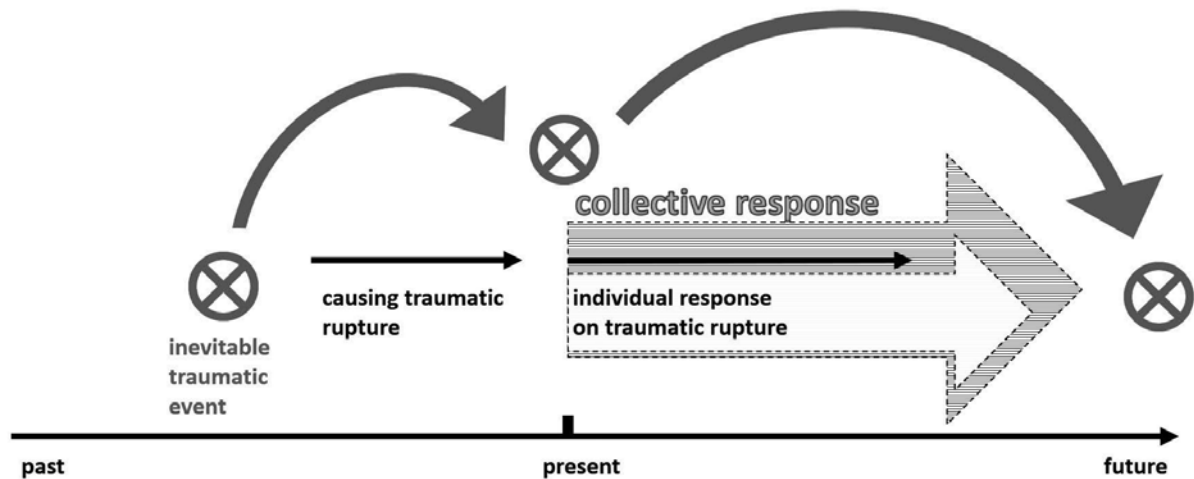 collective response
causing traumatic
rupture
individual response
on traumatic rupture
inevitable
traumatic
event
past
present
future